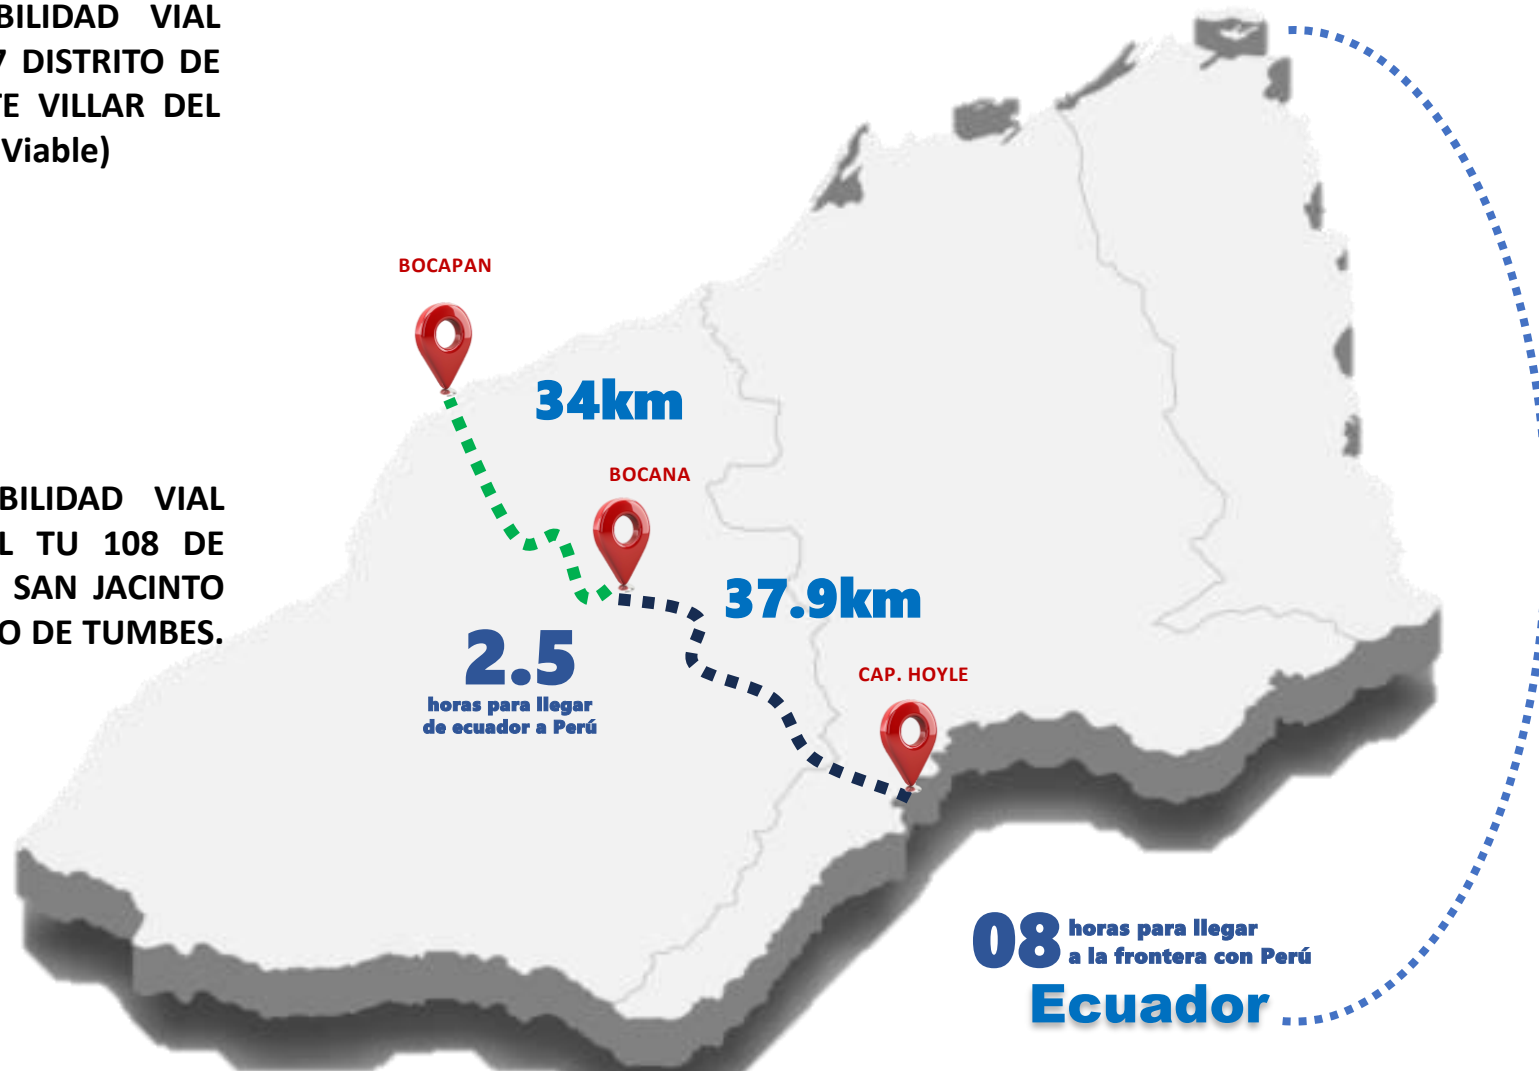 BILIDAD VIAL
7 DISTRITO DE
TE VILLAR DEL
Viable)
BOCAPAN
34km
BOCANA
BILIDAD VIAL
L TU 108 DE
SAN JACINTO
O DE TUMBES.
37.9km
2.5
horas para llegar
de ecuador a Perú
CAP. HOYLE
08 horas para llegar
a la frontera con Perú
Ecuador